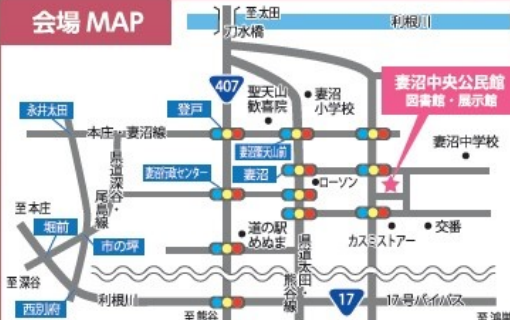 会場 MAP
至太田
利根川
刀水橋
407
聖天山
歓喜院
妻沼
小学校
妻沼中央公民館
図書館・展示館
永井太田
登戸
本庄・妻沼線
妻沼聖天山前
妻沼中学校
県道深谷・
尾島線
妻沼行政センター
妻沼
ローソン
至本庄
堀前
市の坪
道の駅
めぬま
県道太田・
熊谷線
カスミストアー
交番
至深谷
西別府
利根川
17
17号バイパス
至熊谷